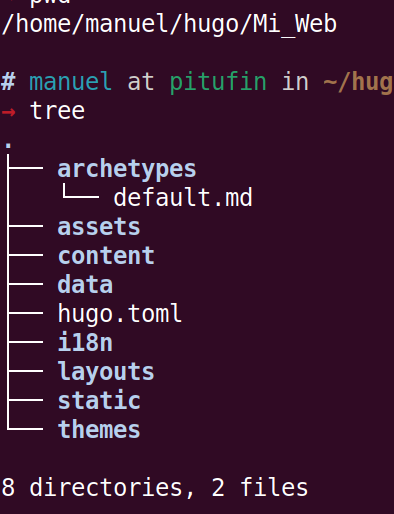 pwd
/home/manuel/hugo/Mi_Web
# manuel at pitufin in ~/hug
→ tree
.
├── archetypes
│   └── default.md
├── assets
├── content
├── data
├── hugo.toml
├── i18n
├── layouts
├── static
└── themes
8 directories, 2 files